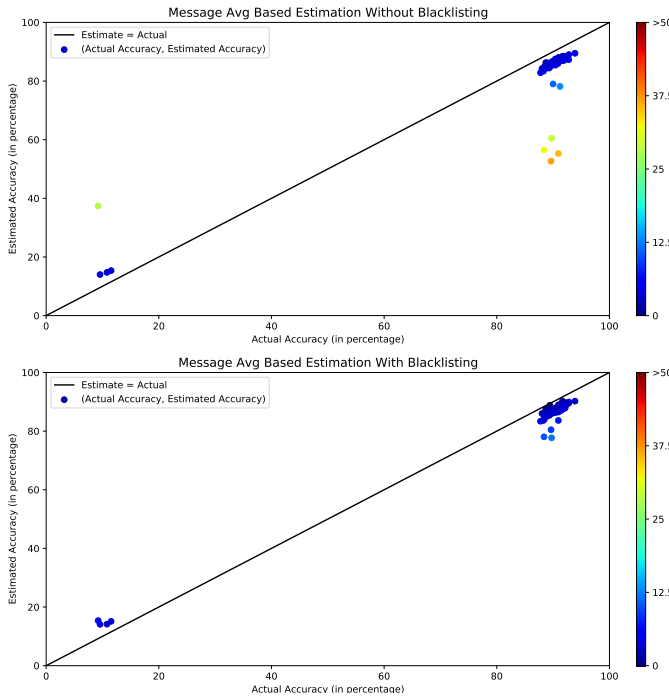 Message Avg Based Estimation Without Blacklisting
Estimate = Actual
(Actual Accuracy, Estimated Accuracy)
Estimated Accuracy (in percentage)
100
80
60
40
20
0
0 20 40 60 80 100
Actual Accuracy (in percentage)
>50
37.5
25
12.5
0
Message Avg Based Estimation With Blacklisting
Estimate = Actual
(Actual Accuracy, Estimated Accuracy)
Estimated Accuracy (in percentage)
100
80
60
40
20
0
0 20 40 60 80 100
Actual Accuracy (in percentage)
>50
37.5
25
12.5
0